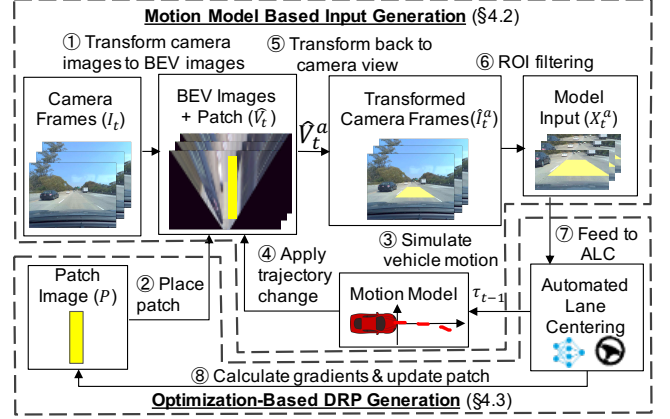 Motion Model Based Input Generation (§4.2)
① Transform camera
images to BEV images
⑤ Transform back to
camera view
⑥ ROI filtering
Camera
Frames (I_t)
BEV Images
+ Patch (V̂_t)
V̂_t^a
Transformed
Camera Frames(Î_t^a)
Model
Input (X_t^a)
② Place
patch
④ Apply
trajectory
change
③ Simulate
vehicle motion
⑦ Feed to
ALC
Patch
Image (P)
Motion Model
τ_{t−1}
Automated
Lane
Centering
⑧ Calculate gradients & update patch
Optimization-Based DRP Generation (§4.3)